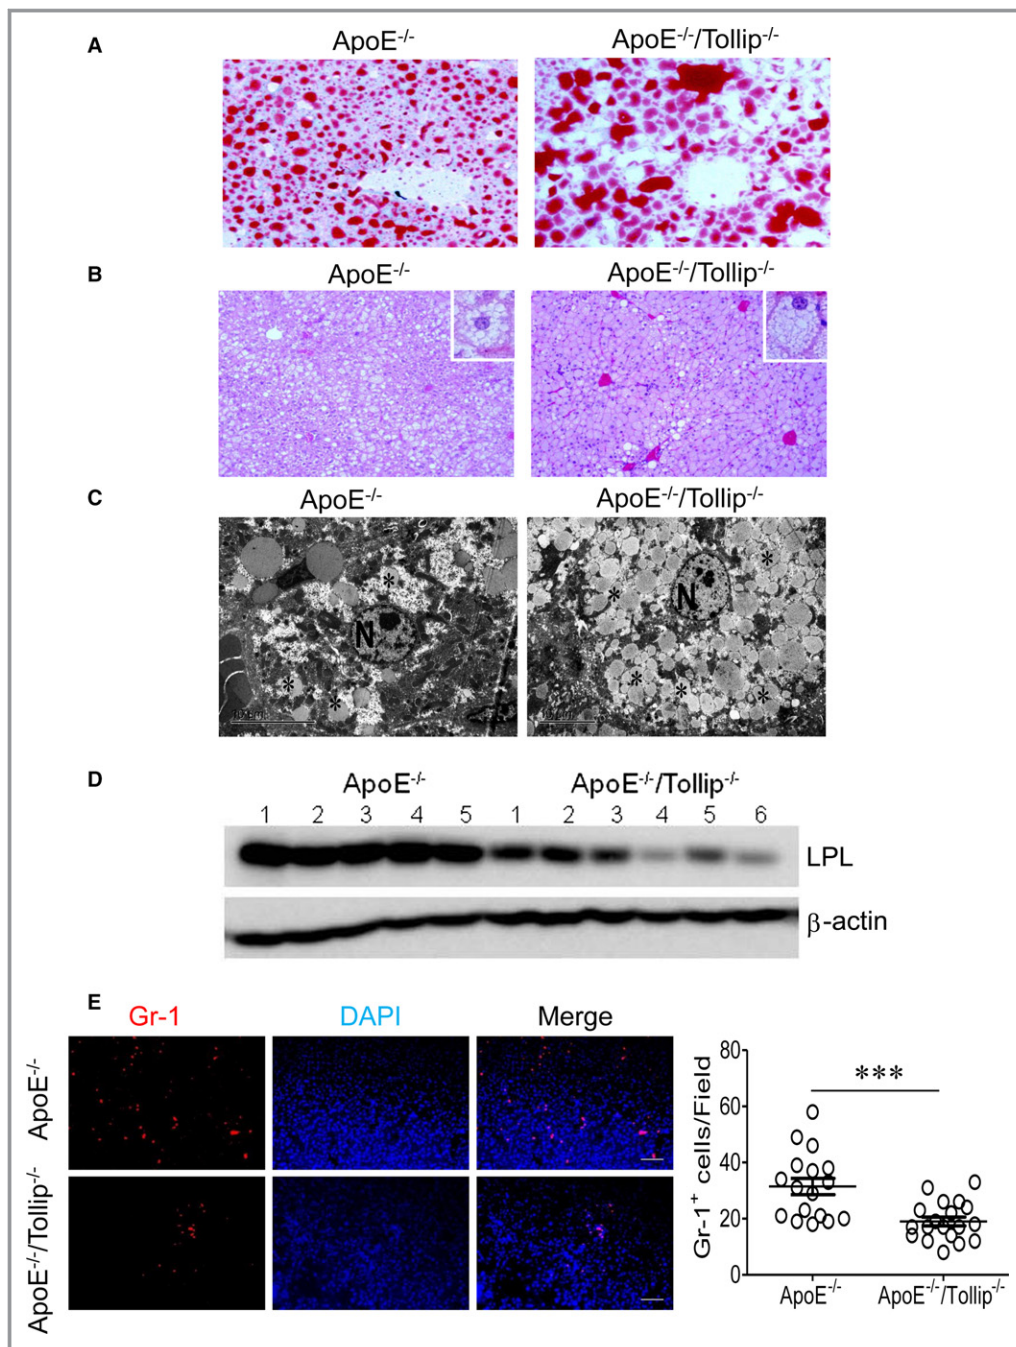 A
ApoE-/- ApoE-/-/Tollip-/-
B
ApoE-/- ApoE-/-/Tollip-/-
C
ApoE-/- ApoE-/-/Tollip-/-
* N * *
* N * * * *
D
ApoE-/- ApoE-/-/Tollip-/-
1 2 3 4 5 1 2 3 4 5 6
LPL
β-actin
E
Gr-1 DAPI Merge
ApoE-/-
ApoE-/-/Tollip-/-
Gr-1+ cells/Field
80
60
40
20
0
***
ApoE-/- ApoE-/-/Tollip-/-